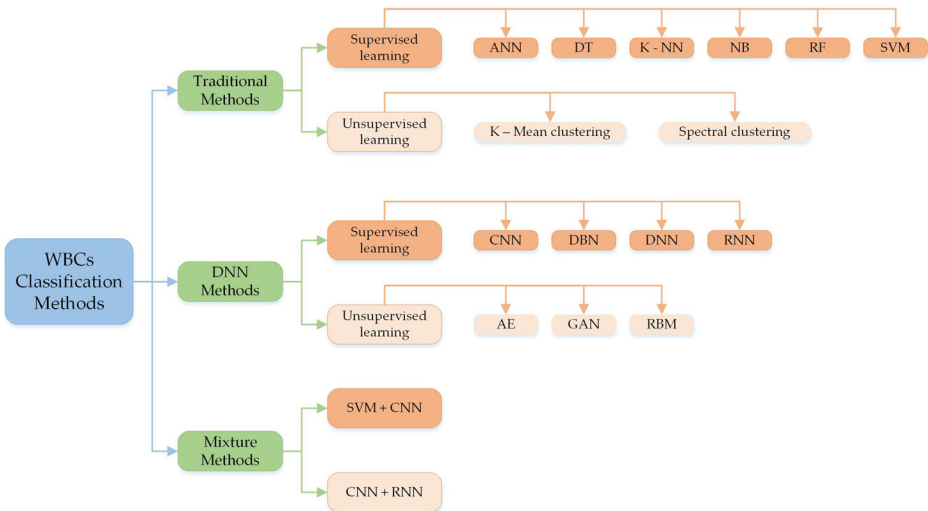 WBCs
Classification
Methods
Traditional
Methods
Supervised
learning
ANN
DT
K - NN
NB
RF
SVM
Unsupervised
learning
K – Mean clustering
Spectral clustering
DNN
Methods
Supervised
learning
CNN
DBN
DNN
RNN
Unsupervised
learning
AE
GAN
RBM
Mixture
Methods
SVM + CNN
CNN + RNN